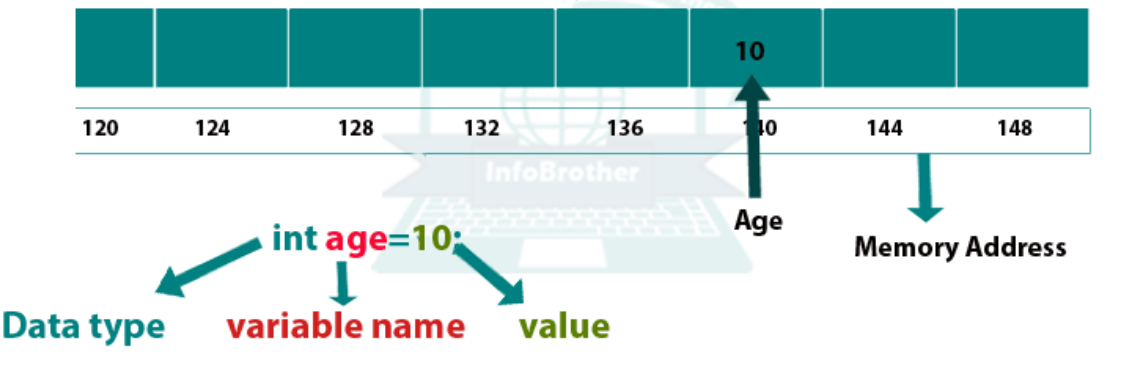 10
120 124 128 132 136 140 144 148
InfoBrother
Age
int age=10;
Memory Address
Data type variable name value